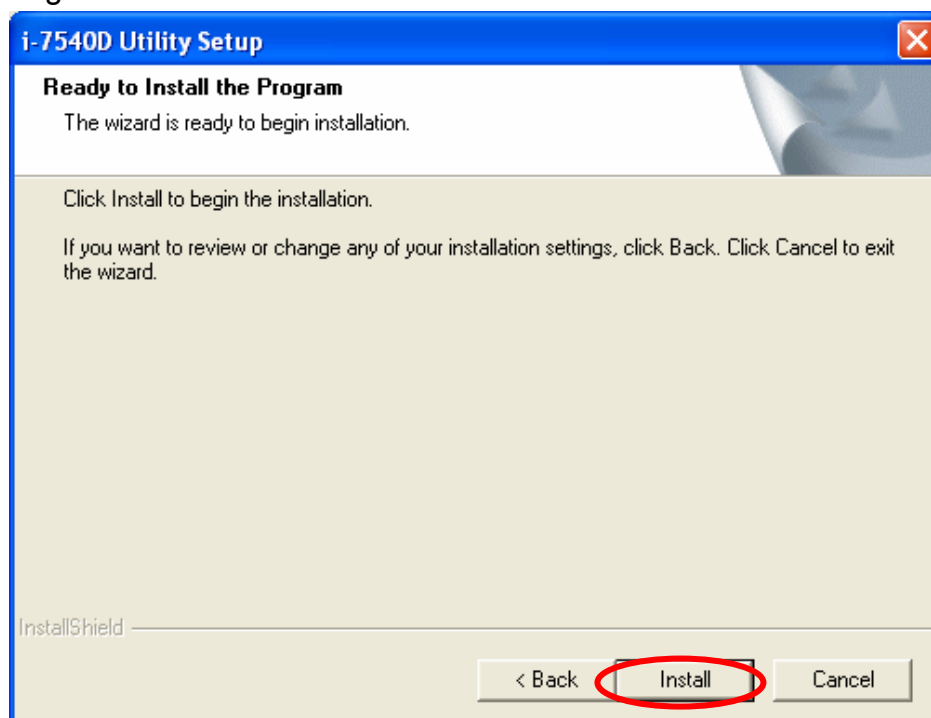 i-7540D Utility Setup
Ready to Install the Program
The wizard is ready to begin installation.
Click Install to begin the installation.
If you want to review or change any of your installation settings, click Back. Click Cancel to exit
the wizard.
InstallShield
< Back Install Cancel